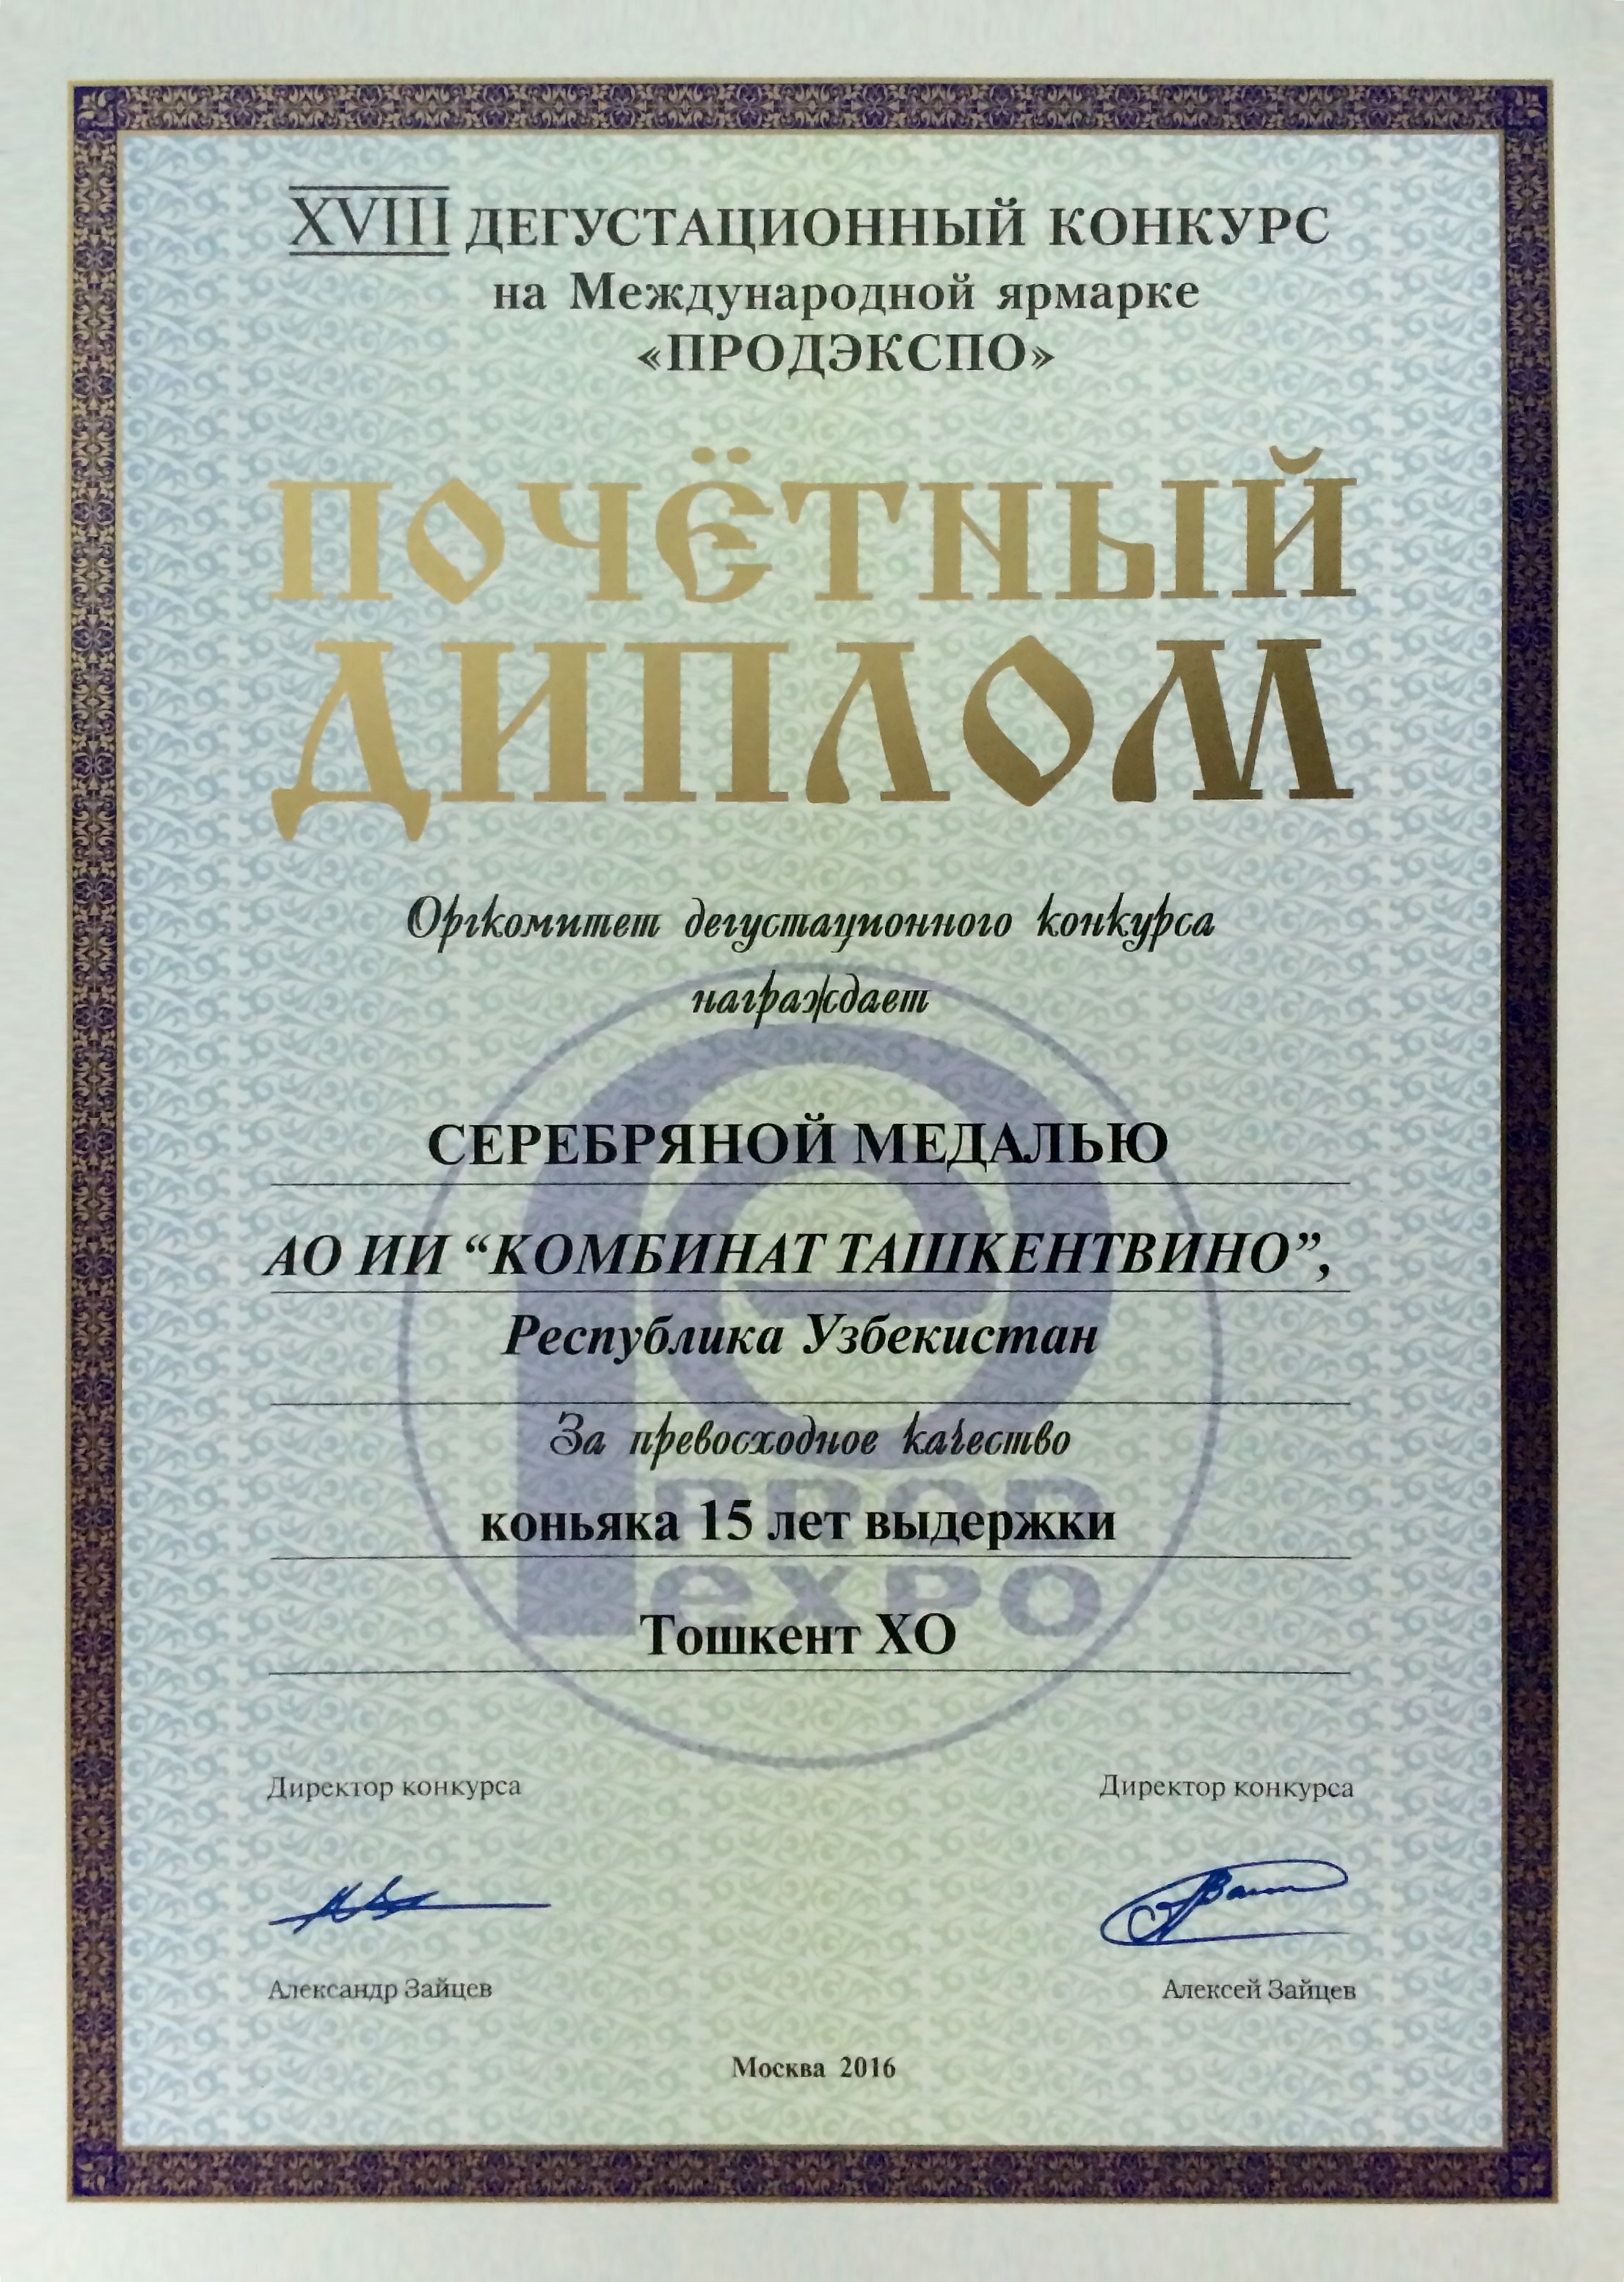 XVIII ДЕГУСТАЦИОННЫЙ КОНКУРС
на Международной ярмарке
«ПРОДЭКСПО»
ПОЧЁТНЫЙ
ДИПЛОМ
Оргкомитет дегустационного конкурса
награждает
СЕРЕБРЯНОЙ МЕДАЛЬЮ
АО ИИ “КОМБИНАТ ТАШКЕНТВИНО”,
Республика Узбекистан
За превосходное качество
PROD
коньяка 15 лет выдержки
expo
Тошкент ХО
Директор конкурса Директор конкурса
Александр Зайцев Алексей Зайцев
Москва 2016